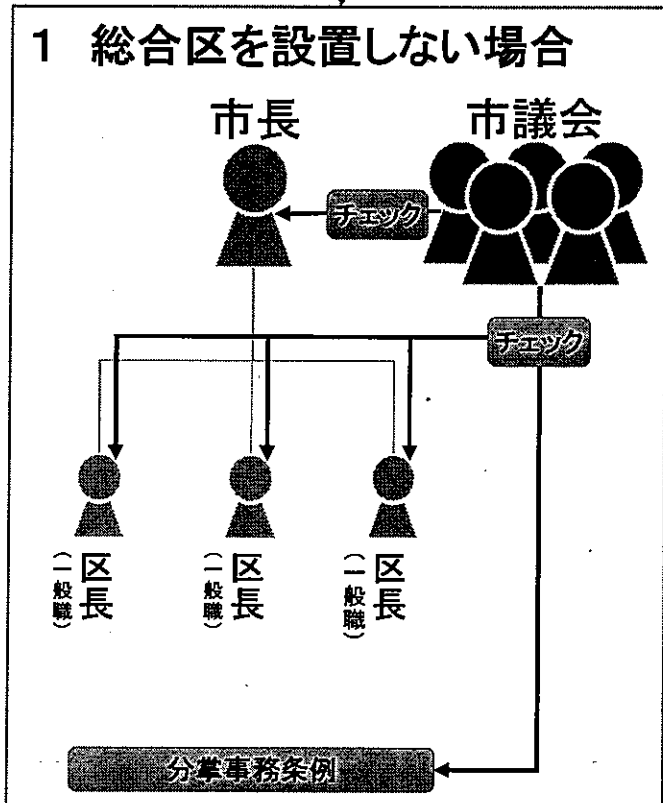 1 総合区を設置しない場合
市長
市議会
チェック
チェック
区長
(一般職)
区長
(一般職)
区長
(一般職)
分掌事務条例